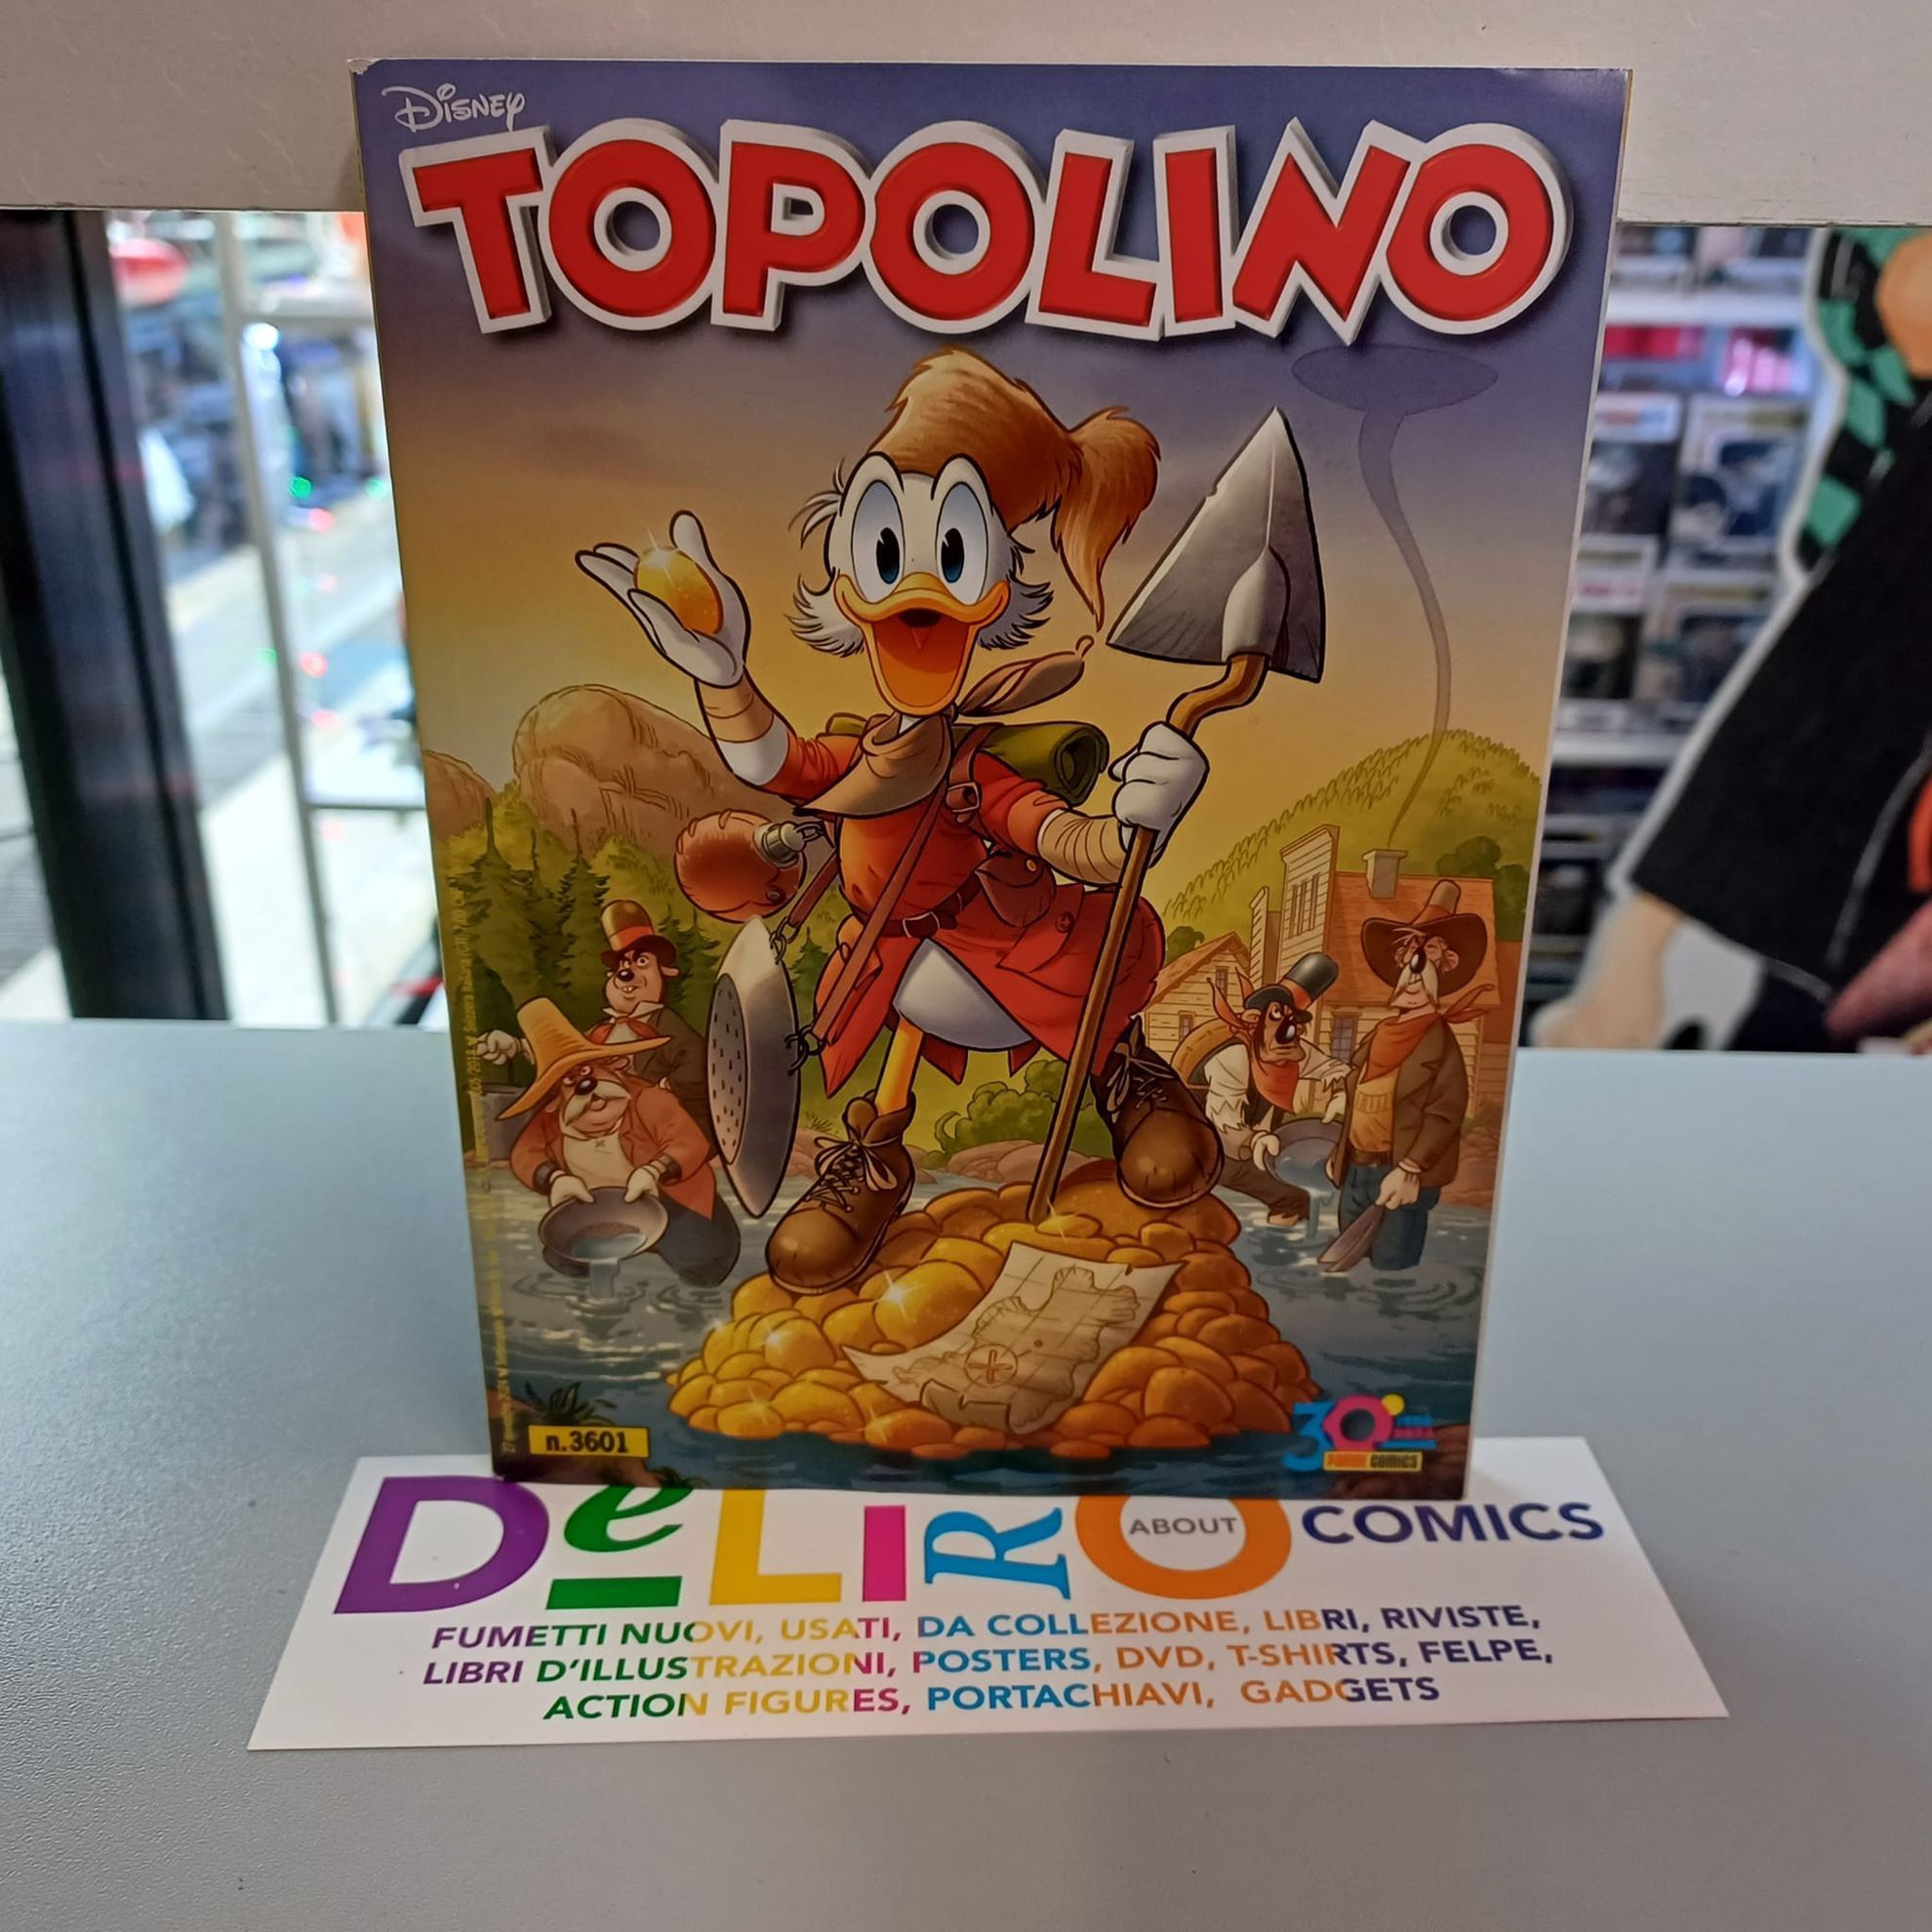 Disney
TOPOLINO
n.3601
30
PANINI COMICS
DeLIRO ABOUT COMICS
FUMETTI NUOVI, USATI, DA COLLEZIONE, LIBRI, RIVISTE,
LIBRI D'ILLUSTRAZIONI, POSTERS, DVD, T-SHIRTS, FELPE,
ACTION FIGURES, PORTACHIAVI, GADGETS